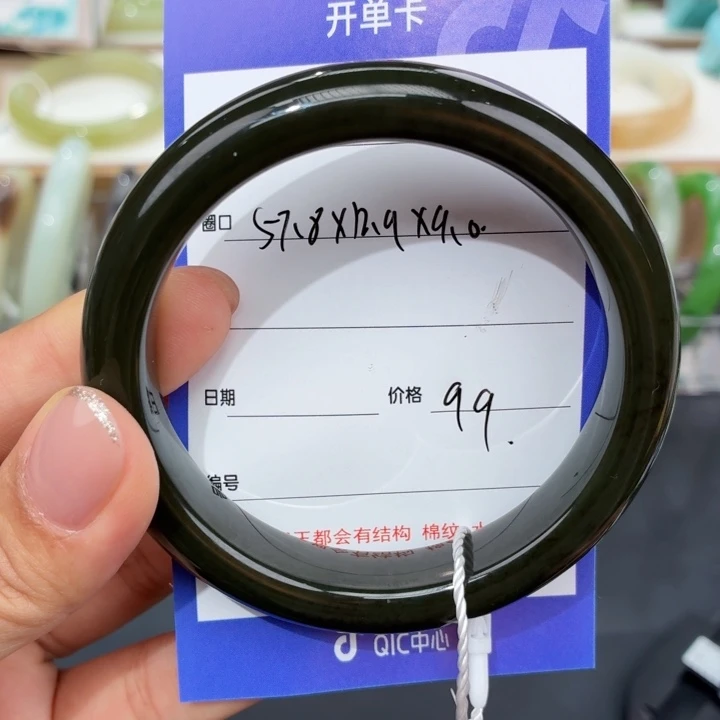 开单卡
圈口 57.8X12.9X9.0.
日期 价格 99.
编号
玉都会有结构 棉纹
QIC中心